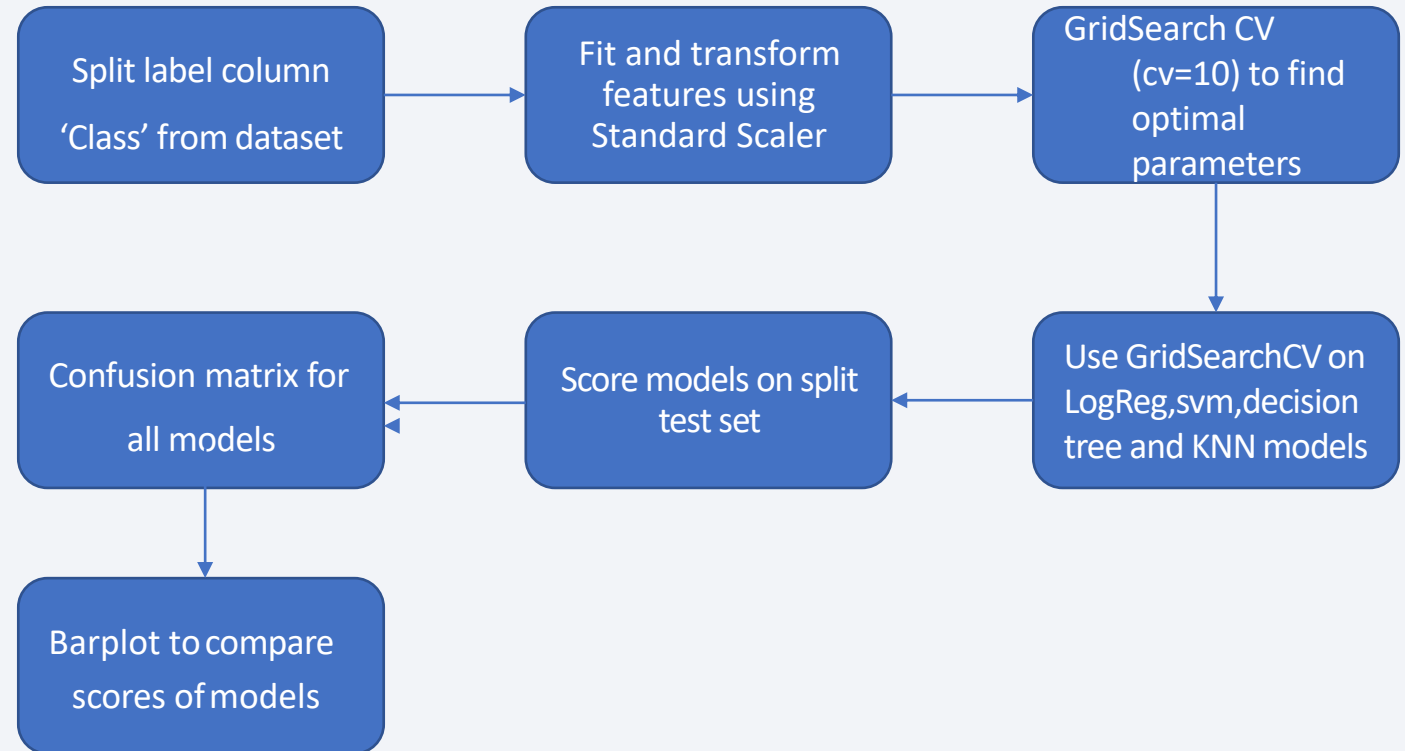 Split label column
‘Class’ from dataset
Fit and transform
features using
Standard Scaler
GridSearch CV
(cv=10) to find
optimal
parameters
Use GridSearchCV on
LogReg,svm,decision
tree and KNN models
Score models on split
test set
Confusion matrix for
all models
Barplot to compare
scores of models